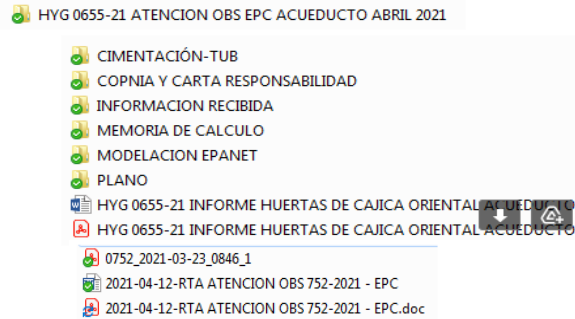 HYG 0655-21 ATENCION OBS EPC ACUEDUCTO ABRIL 2021
CIMENTACIÓN-TUB
COPNIA Y CARTA RESPONSABILIDAD
INFORMACION RECIBIDA
MEMORIA DE CALCULO
MODELACION EPANET
PLANO
HYG 0655-21 INFORME HUERTAS DE CAJICA ORIENTAL ACUEDUCTO
HYG 0655-21 INFORME HUERTAS DE CAJICA ORIENTAL ACUEDUCTO
0752_2021-03-23_0846_1
2021-04-12-RTA ATENCION OBS 752-2021 - EPC
2021-04-12-RTA ATENCION OBS 752-2021 - EPC.doc